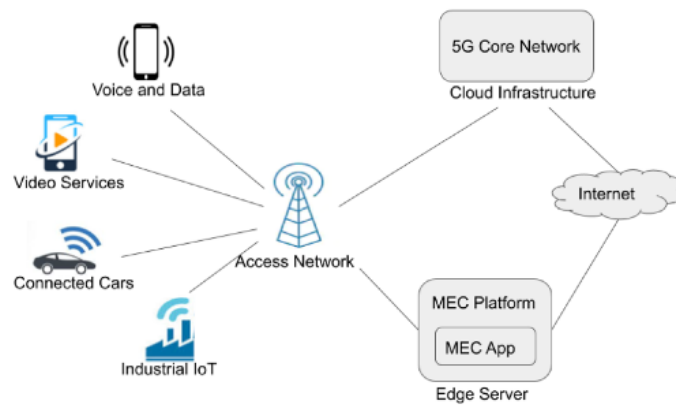 Voice and Data
Video Services
Connected Cars
Industrial IoT
Access Network
5G Core Network
Cloud Infrastructure
Internet
MEC Platform
MEC App
Edge Server